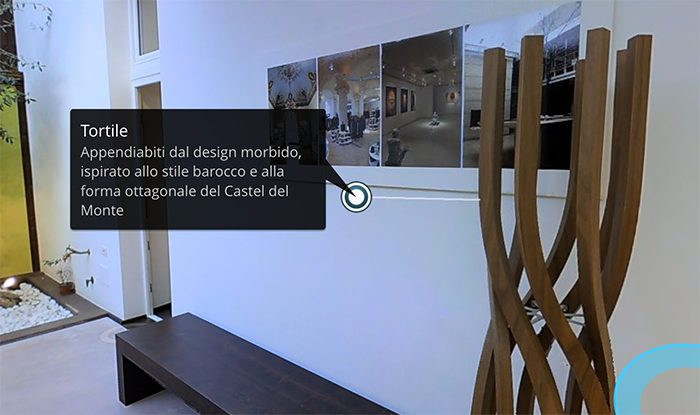 Tortile
Appendiabiti dal design morbido,
ispirato allo stile barocco e alla
forma ottagonale del Castel del
Monte